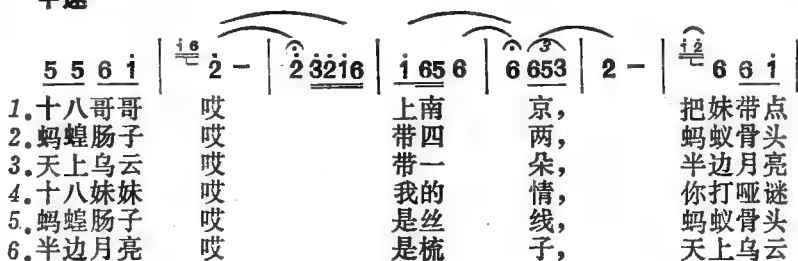 中速
5 5 6 i | i6 2 - | 2 3216 | i 65 6 | 6 653 3 | 2 - | i2 6 6 i |
1.十八哥哥 哎 上南 京, 把妹带点
2.蚂蝗肠子 哎 带四 两, 蚂蚁骨头
3.天上乌云 哎 带一 朵, 半边月亮
4.十八妹妹 哎 我的 情, 你打哑谜
5.蚂蝗肠子 哎 是丝 线, 蚂蚁骨头
6.半边月亮 哎 是梳 子, 天上乌云